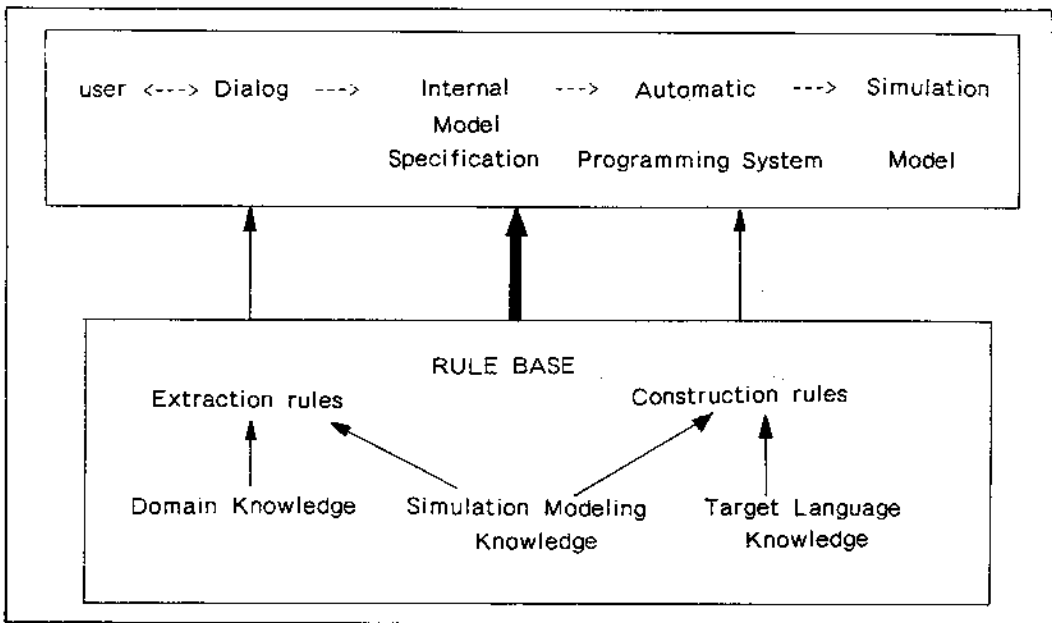 user <---> Dialog ---> Internal ---> Automatic ---> Simulation
Model
Specification Programming System Model
RULE BASE
Extraction rules Construction rules
Domain Knowledge Simulation Modeling Target Language
Knowledge Knowledge